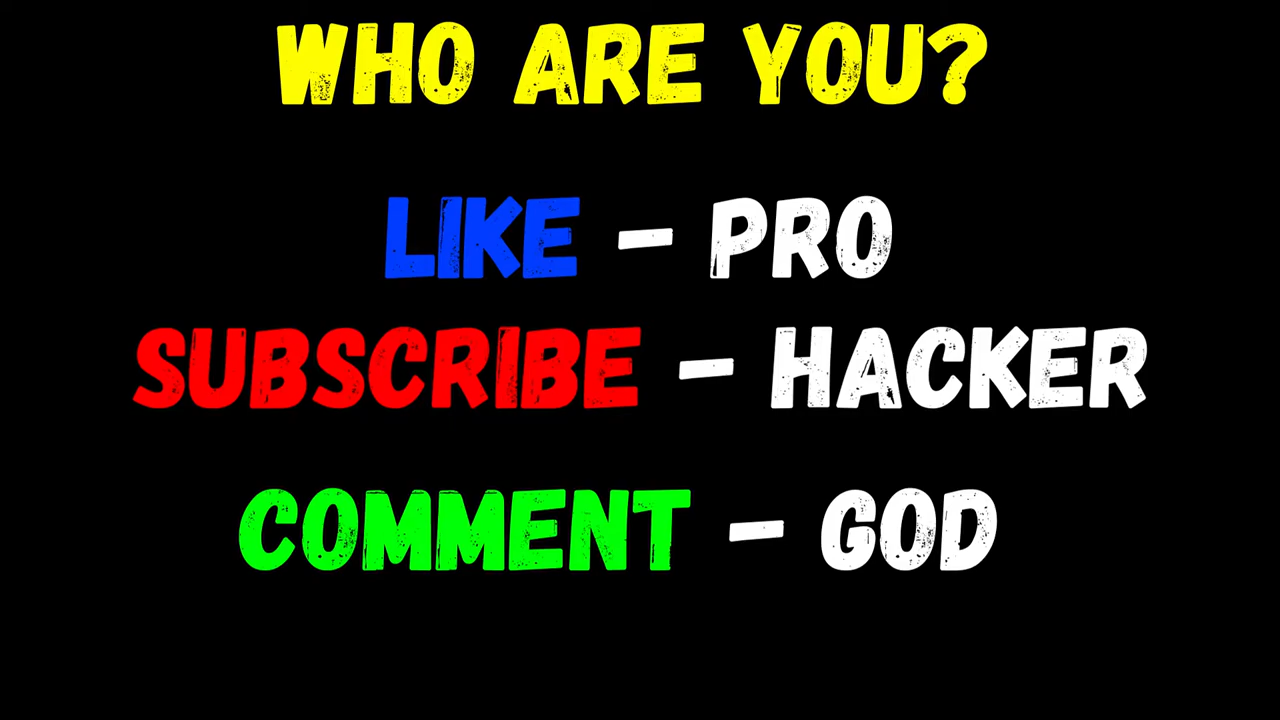 WHO ARE YOU?
LIKE - PRO
SUBSCRIBE - HACKER
COMMENT - GOD